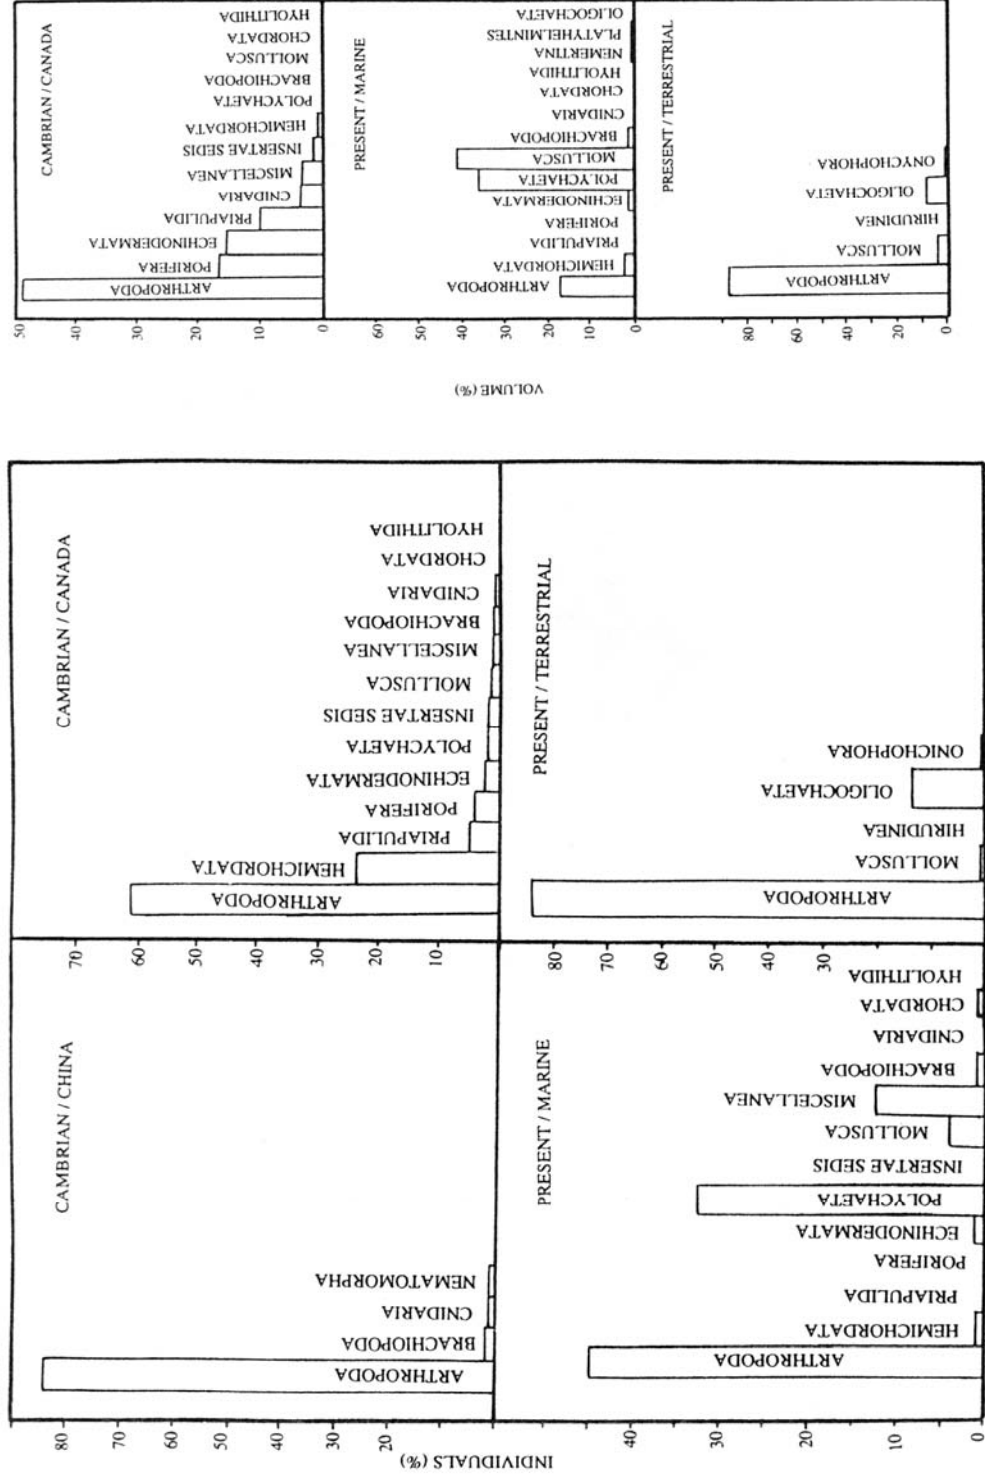 INDIVIDUALS (%)
CAMBRIAN / CHINA
80
70
60
50
40
30
20
10
0
ARTHROPODA
BRACHIOPODA
CNIDARIA
NEMATOMORPHA
CAMBRIAN / CANADA
70
60
50
40
30
20
10
ARTHROPODA
HEMICHORDATA
PRIAPULIDA
PORIFERA
ECHINODERMATA
POLYCHAETA
INSERTAE SEDIS
MOLLUSCA
MISCELLANEA
BRACHIOPODA
CNIDARIA
CHORDATA
HYOLITHIDA
PRESENT / MARINE
40
30
20
10
0
ARTHROPODA
HEMICHORDATA
PRIAPULIDA
PORIFERA
ECHINODERMATA
POLYCHAETA
INSERTAE SEDIS
MOLLUSCA
MISCELLANEA
BRACHIOPODA
CNIDARIA
CHORDATA
HYOLITHIDA
PRESENT / TERRESTRIAL
80
70
60
50
40
30
ARTHROPODA
MOLLUSCA
HIRUDINEA
OLIGOCHAETA
ONICHOPHORA
VOLUME (%)
CAMBRIAN / CANADA
50
40
30
20
10
0
ARTHROPODA
PORIFERA
ECHINODERMATA
PRIAPULIDA
CNIDARIA
MISCELLANEA
INSERTAE SEDIS
HEMICHORDATA
POLYCHAETA
BRACHIOPODA
MOLLUSCA
CHORDATA
HYOLITHIDA
PRESENT / MARINE
50
40
30
20
10
0
ARTHROPODA
HEMICHORDATA
PRIAPULIDA
PORIFERA
ECHINODERMATA
POLYCHAETA
MOLLUSCA
BRACHIOPODA
CNIDARIA
CHORDATA
HYOLITHIDA
NEMERTINA
PLATYHELMINTES
OLIGOCHAETA
PRESENT / TERRESTRIAL
80
60
40
20
0
ARTHROPODA
MOLLUSCA
HIRUDINEA
OLIGOCHAETA
ONYCHOPHORA